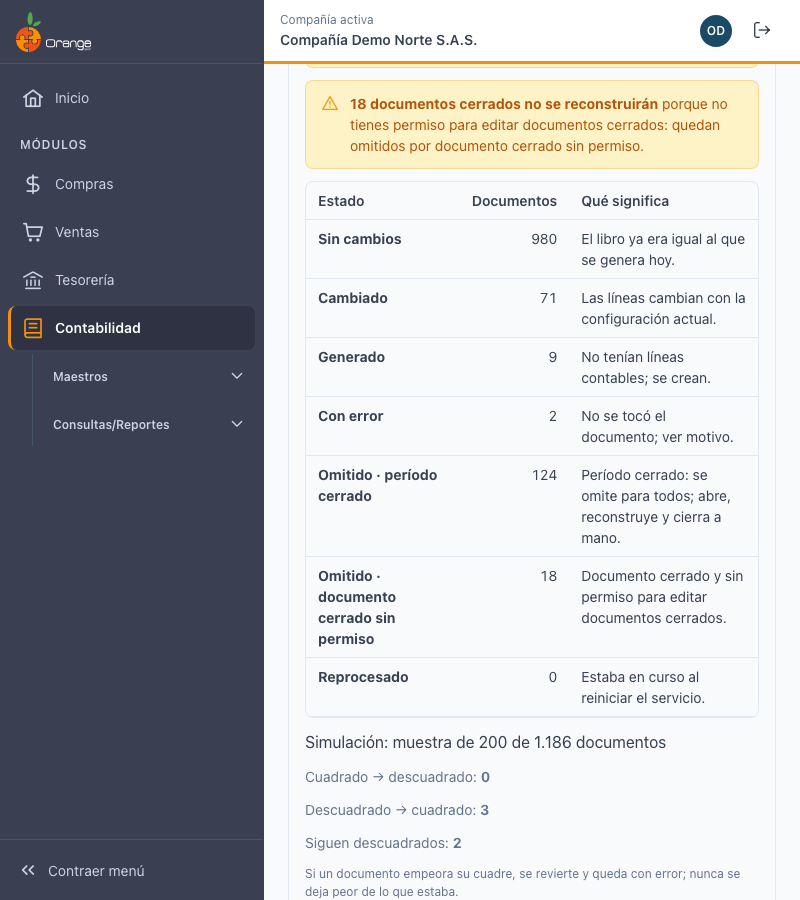 Orange
Inicio
MÓDULOS
Compras
Ventas
Tesorería
Contabilidad
Maestros
Consultas/Reportes
Contraer menú
Compañía activa
Compañía Demo Norte S.A.S.
OD
18 documentos cerrados no se reconstruirán porque no
tienes permiso para editar documentos cerrados: quedan
omitidos por documento cerrado sin permiso.
Estado Documentos Qué significa
Sin cambios 980 El libro ya era igual al que
se genera hoy.
Cambiado 71 Las líneas cambian con la
configuración actual.
Generado 9 No tenían líneas
contables; se crean.
Con error 2 No se tocó el
documento; ver motivo.
Omitido · período 124 Período cerrado: se
cerrado omite para todos; abre,
reconstruye y cierra a
mano.
Omitido · 18 Documento cerrado y sin
documento permiso para editar
cerrado sin documentos cerrados.
permiso
Reprocesado 0 Estaba en curso al
reiniciar el servicio.
Simulación: muestra de 200 de 1.186 documentos
Cuadrado → descuadrado: 0
Descuadrado → cuadrado: 3
Siguen descuadrados: 2
Si un documento empeora su cuadre, se revierte y queda con error; nunca se
deja peor de lo que estaba.